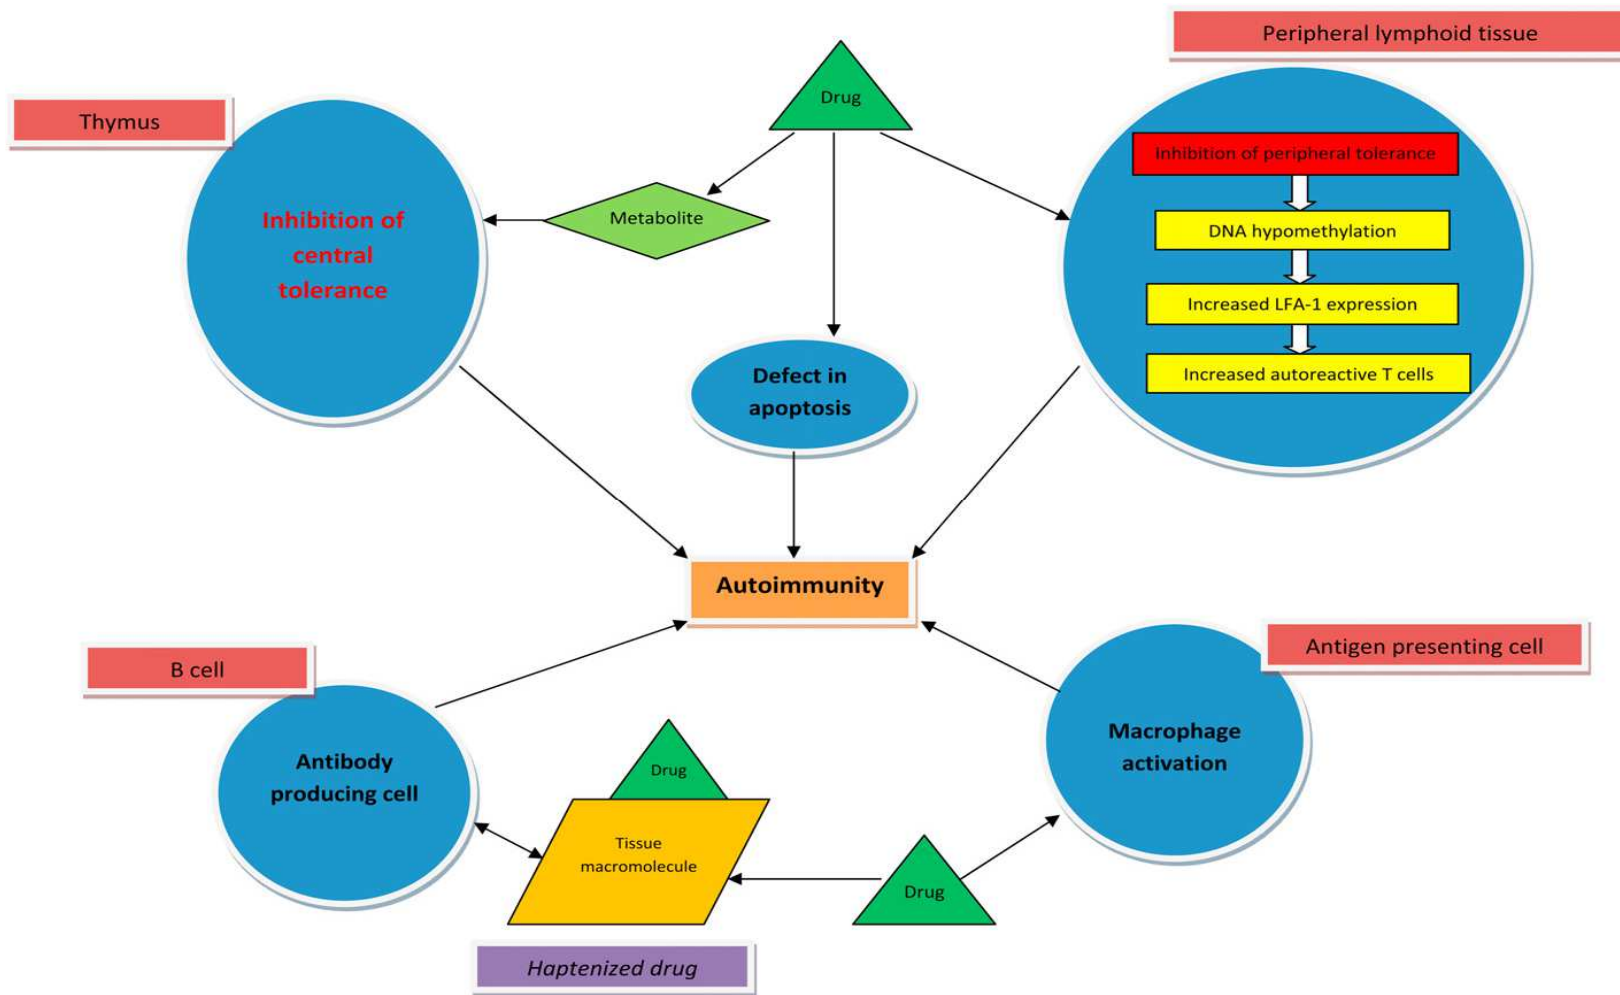 Peripheral lymphoid tissue
Thymus
Drug
Inhibition of peripheral tolerance
Metabolite
Inhibition of
central
tolerance
DNA hypomethylation
Increased LFA-1 expression
Increased autoreactive T cells
Defect in
apoptosis
Autoimmunity
B cell
Antigen presenting cell
Antibody
producing cell
Drug
Tissue
macromolecule
Macrophage
activation
Drug
Haptenized drug